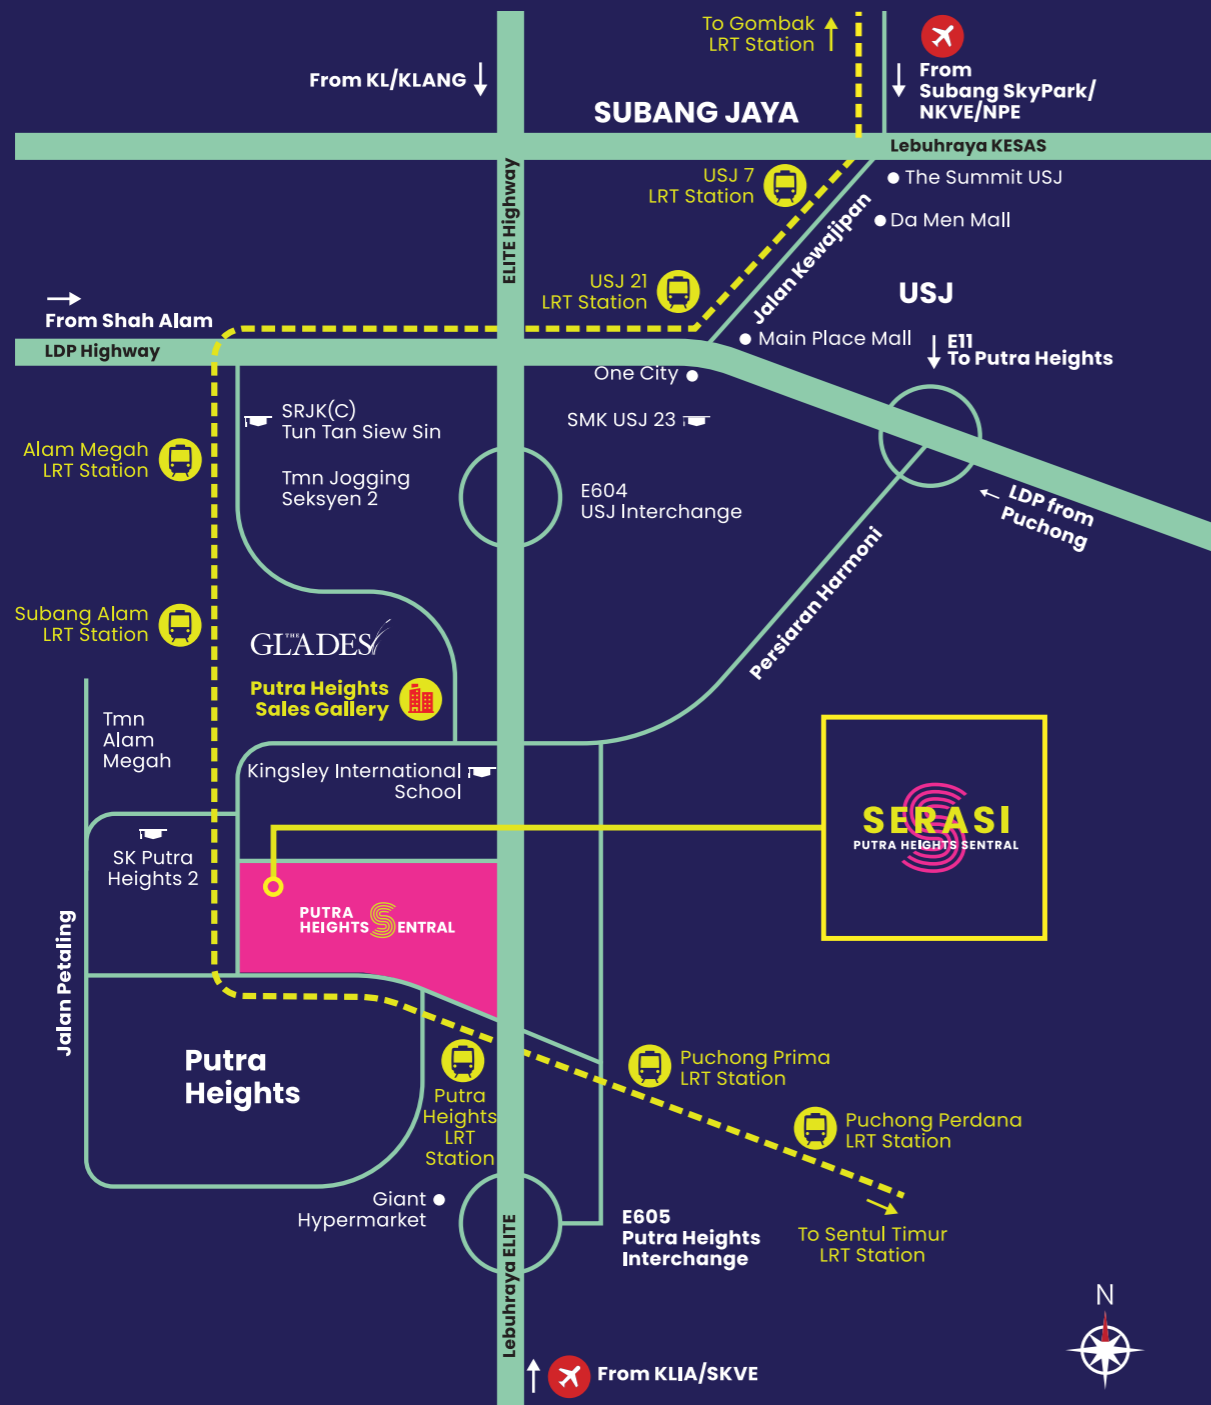 To Gombak
LRT Station
From KL/KLANG
From
Subang SkyPark/
NKVE/NPE
SUBANG JAYA
Lebuhraya KESAS
USJ 7
LRT Station
The Summit USJ
Da Men Mall
ELITE Highway
Jalan Kewajipan
USJ 21
LRT Station
USJ
From Shah Alam
LDP Highway
Main Place Mall
E11
To Putra Heights
One City
SRJK(C)
Tun Tan Siew Sin
SMK USJ 23
Alam Megah
LRT Station
Tmn Jogging
Seksyen 2
E604
USJ Interchange
LDP from
Puchong
Persiaran Harmoni
Subang Alam
LRT Station
THE
GLADES
Putra Heights
Sales Gallery
Tmn
Alam
Megah
Kingsley International
School
SERASI
PUTRA HEIGHTS SENTRAL
SK Putra
Heights 2
PUTRA
HEIGHTS SENTRAL
Jalan Petaling
Putra
Heights
Putra
Heights
LRT
Station
Puchong Prima
LRT Station
Puchong Perdana
LRT Station
Giant
Hypermarket
E605
Putra Heights
Interchange
To Sentul Timur
LRT Station
Lebuhraya ELITE
N
From KLIA/SKVE